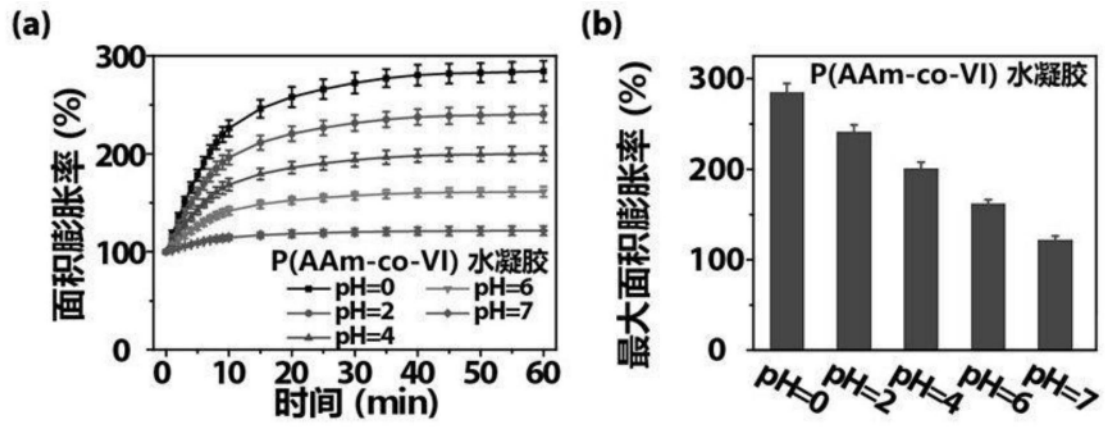 (a)
面积膨胀率 (%)
300
200
100
0
P(AAm-co-VI) 水凝胶
pH=0
pH=2
pH=4
pH=6
pH=7
0 10 20 30 40 50 60
时间 (min)
(b)
最大面积膨胀率 (%)
P(AAm-co-VI) 水凝胶
300
200
100
0
pH=0
pH=2
pH=4
pH=6
pH=7